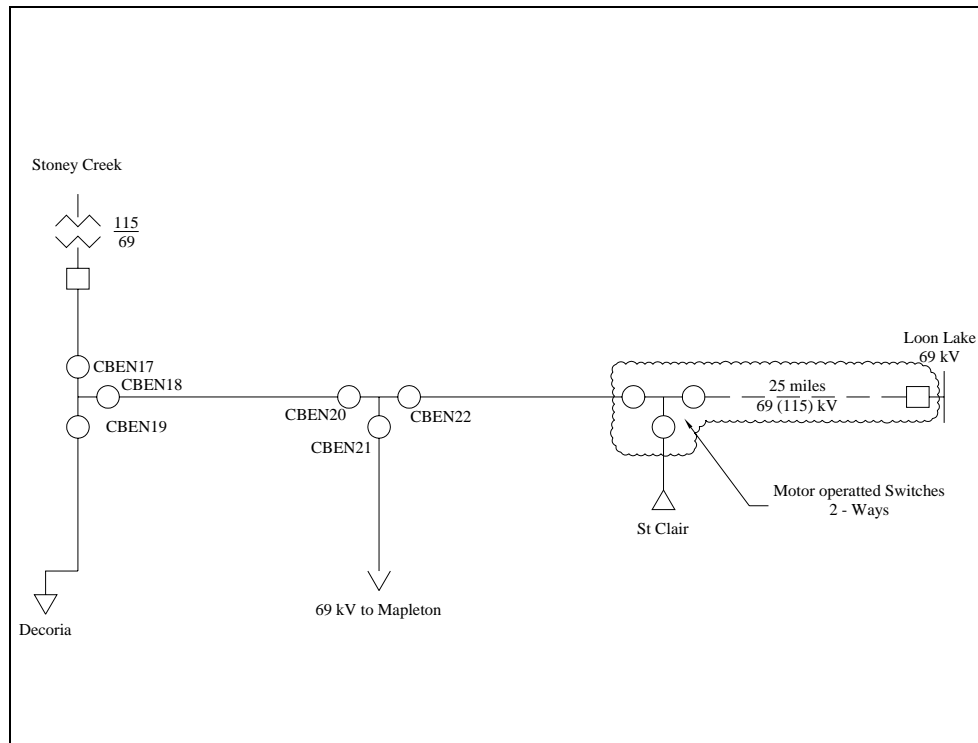 Stoney Creek
115
69
CBEN17
CBEN18
CBEN19
CBEN20
CBEN21
CBEN22
Loon Lake
69 kV
25 miles
69 (115) kV
Motor operatted Switches
2 - Ways
St Clair
69 kV to Mapleton
Decoria